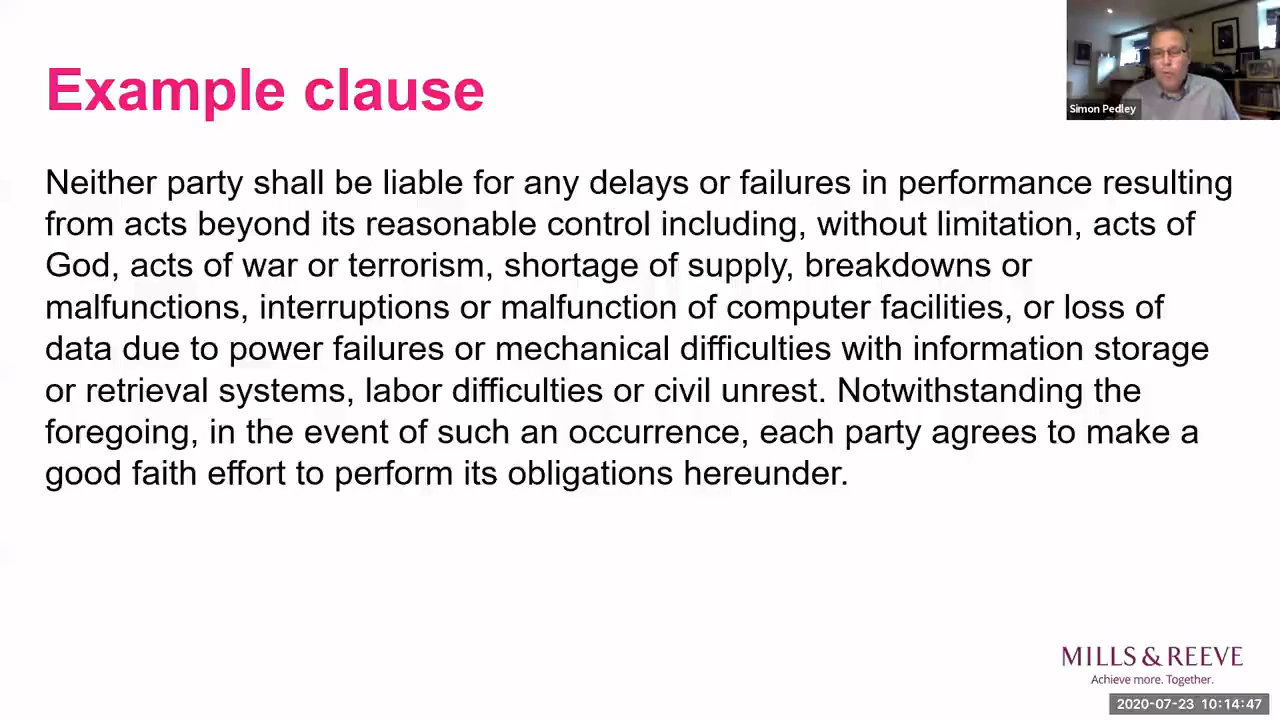 Example clause
Simon Pedley
Neither party shall be liable for any delays or failures in performance resulting
from acts beyond its reasonable control including, without limitation, acts of
God, acts of war or terrorism, shortage of supply, breakdowns or
malfunctions, interruptions or malfunction of computer facilities, or loss of
data due to power failures or mechanical difficulties with information storage
or retrieval systems, labor difficulties or civil unrest. Notwithstanding the
foregoing, in the event of such an occurrence, each party agrees to make a
good faith effort to perform its obligations hereunder.
MILLS & REEVE
Achieve more. Together.
2020-07-23 10:14:47